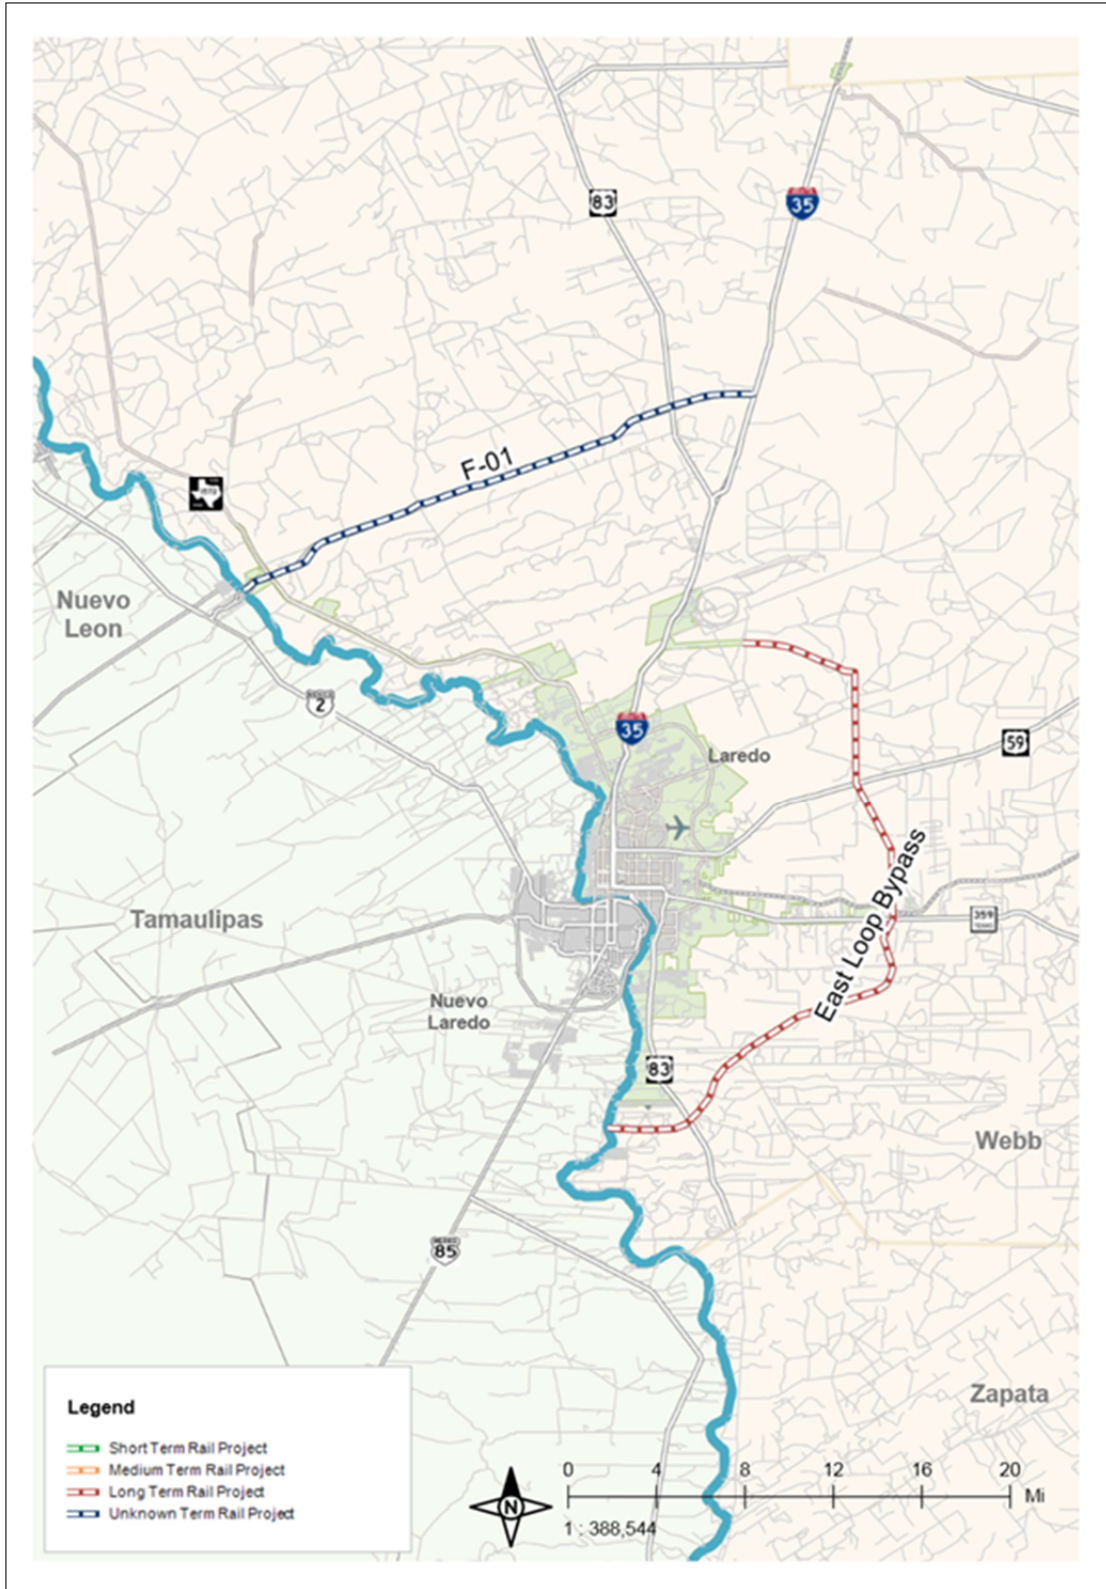 83
35
F-01
Nuevo
Leon
2
35
Laredo
59
East Loop Bypass
Tamaulipas
359
Nuevo
Laredo
83
Webb
85
Zapata
Legend
Short Term Rail Project
Medium Term Rail Project
Long Term Rail Project
Unknown Term Rail Project
N
0 4 8 12 16 20
Mi
1 : 388,544